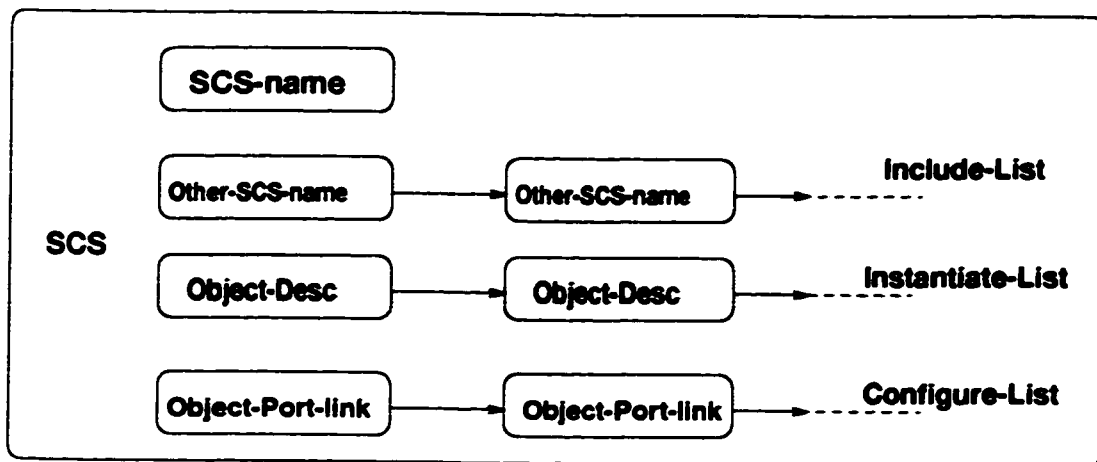 SCS-name
Include-List
Other-SCS-name
Other-SCS-name
SCS
Instantiate-List
Object-Desc
Object-Desc
Configure-List
Object-Port-link
Object-Port-link